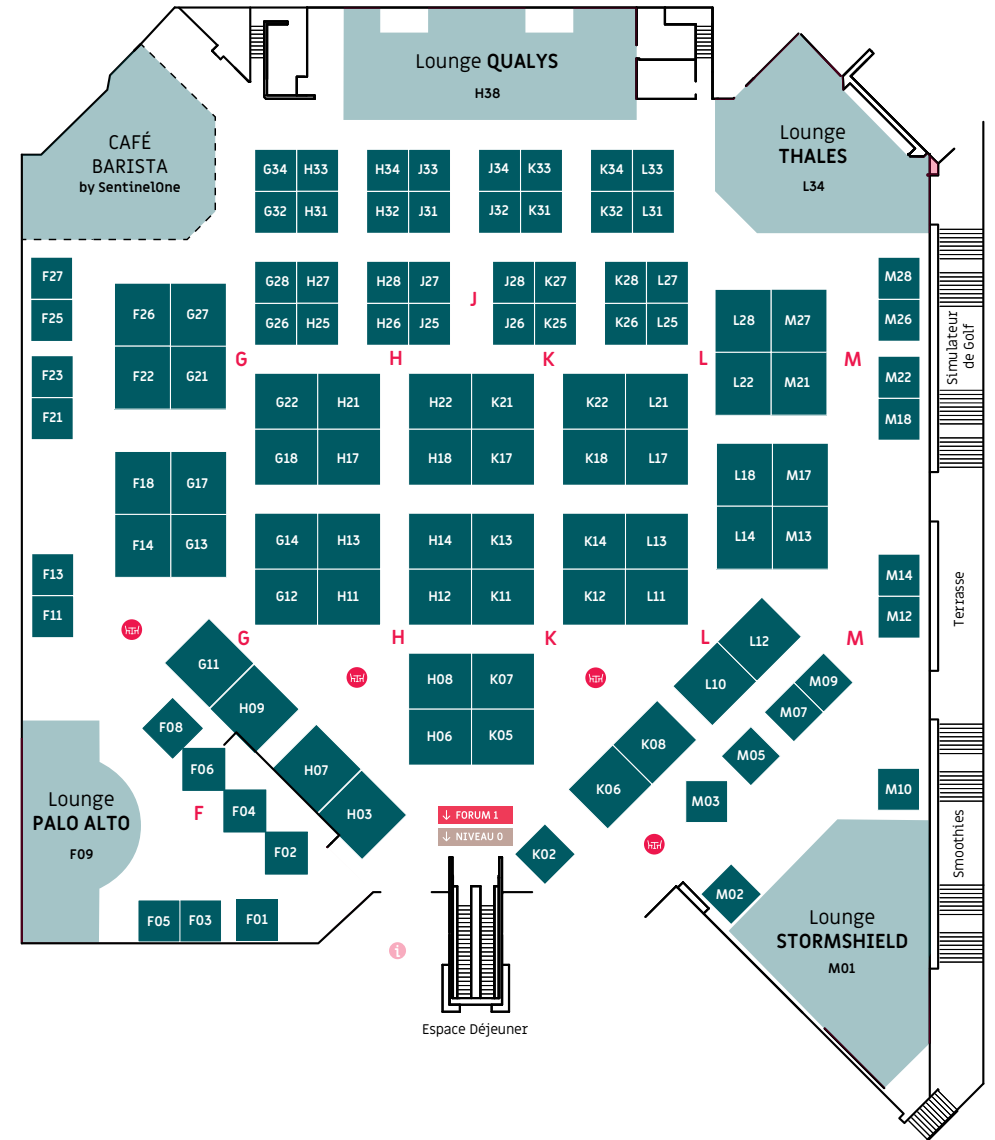 Lounge QUALYS
H38
CAFÉ
BARISTA
by SentinelOne
Lounge
THALES
L34
G34 H33 H34 J33 J34 K33 K34 L33
G32 H31 H32 J31 J32 K31 K32 L31
F27 G28 H27 H28 J27 J28 K27 K28 L27 M28
F25 F26 G27 G26 H25 H26 J25 J J26 K25 K26 L25 L28 M27 M26
Simulateur
de Golf
G H K L M
F23 F22 G21 L22 M21 M22
F21 G22 H21 H22 K21 K22 L21 M18
G18 H17 H18 K17 K18 L17
F18 G17 L18 M17
F14 G13 G14 H13 H14 K13 K14 L13 L14 M13
F13 M14
F11 G12 H11 H12 K11 K12 L11 M12
Terrasse
G H K L M
G11 L12
H08 K07 L10 M09
H09 M07
F08 H06 K05 K08 M05
F06 H07 K06 M03 M10
Lounge
PALO ALTO
F09
F F04 H03
↓ FORUM 1
↓ NIVEAU 0
F02 K02
Smoothies
M02
F05 F03 F01
Lounge
STORMSHIELD
M01
i
Espace Déjeuner